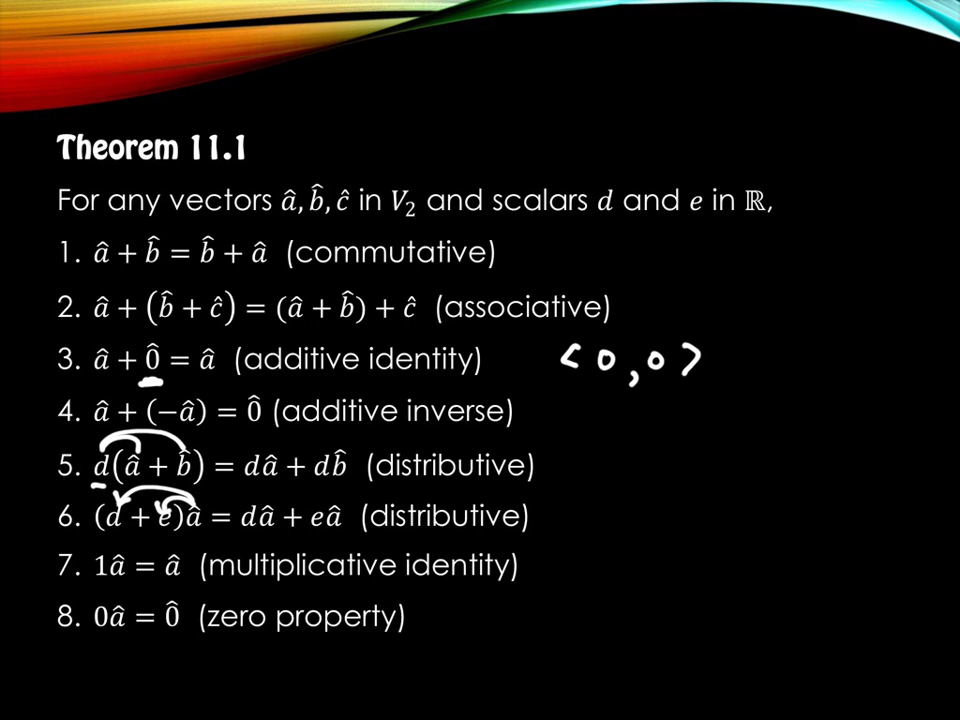 Theorem 11.1
For any vectors â, b̂, ĉ in V₂ and scalars d and e in ℝ,
1. â + b̂ = b̂ + â (commutative)
2. â + (b̂ + ĉ) = (â + b̂) + ĉ (associative)
3. â + 0̂ = â (additive identity) < 0 , 0 >
4. â + (−â) = 0̂ (additive inverse)
5. d(â + b̂) = dâ + db̂ (distributive)
6. (d + e)â = dâ + eâ (distributive)
7. 1â = â (multiplicative identity)
8. 0â = 0̂ (zero property)